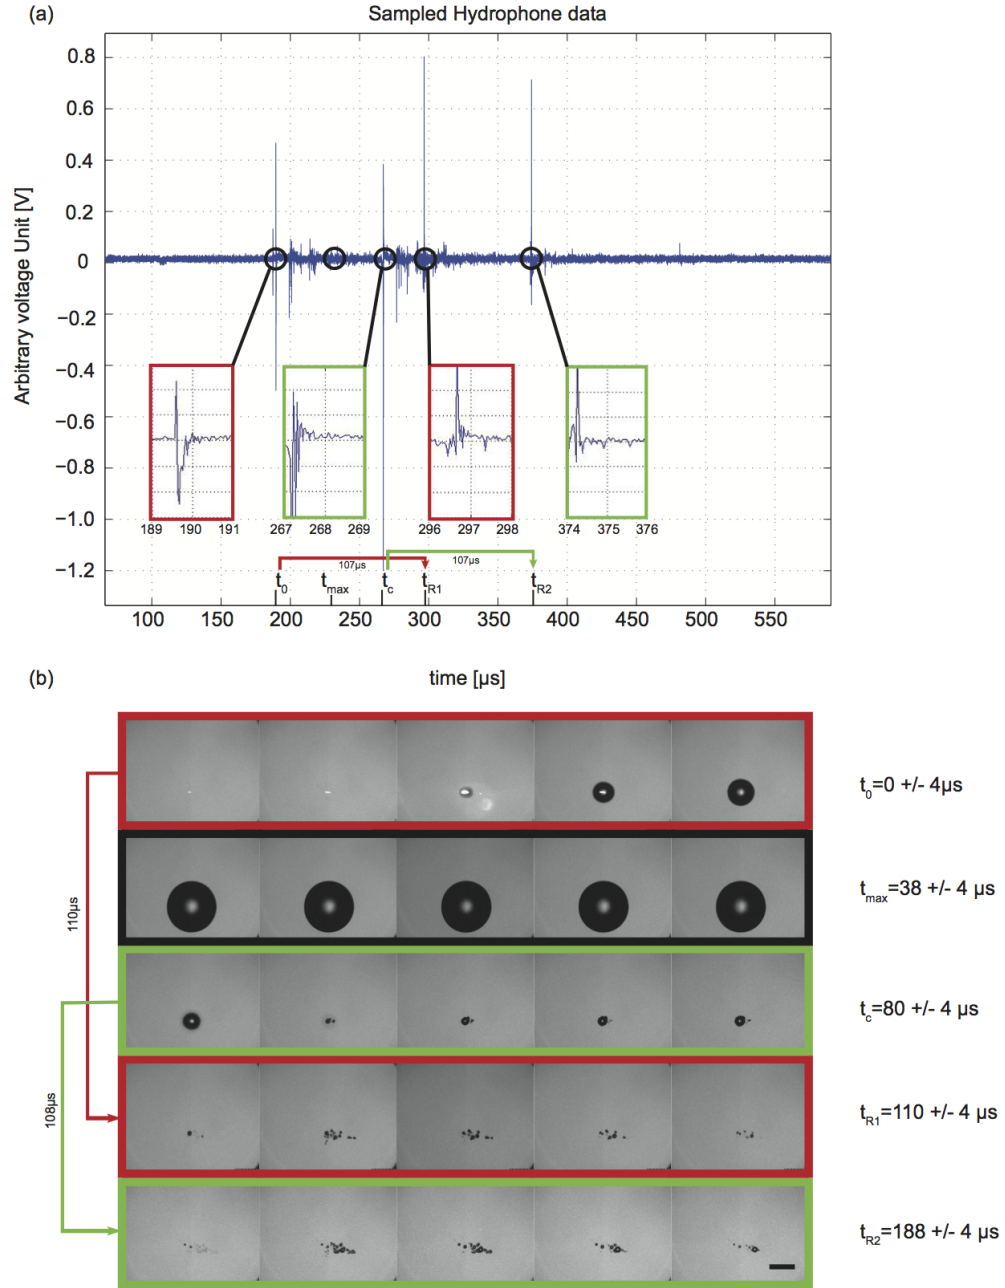 (a)
Sampled Hydrophone data
Arbitrary voltage Unit [V]
0.8
0.6
0.4
0.2
0
−0.2
−0.4
−0.6
−0.8
−1.0
−1.2
189 190 191
267 268 269
296 297 298
374 375 376
107µs
107µs
t0 tmax tc tR1 tR2
100 150 200 250 300 350 400 450 500 550
time [µs]
(b)
110µs
108µs
t0=0 +/- 4µs
tmax=38 +/- 4 µs
tc=80 +/- 4 µs
tR1=110 +/- 4 µs
tR2=188 +/- 4 µs